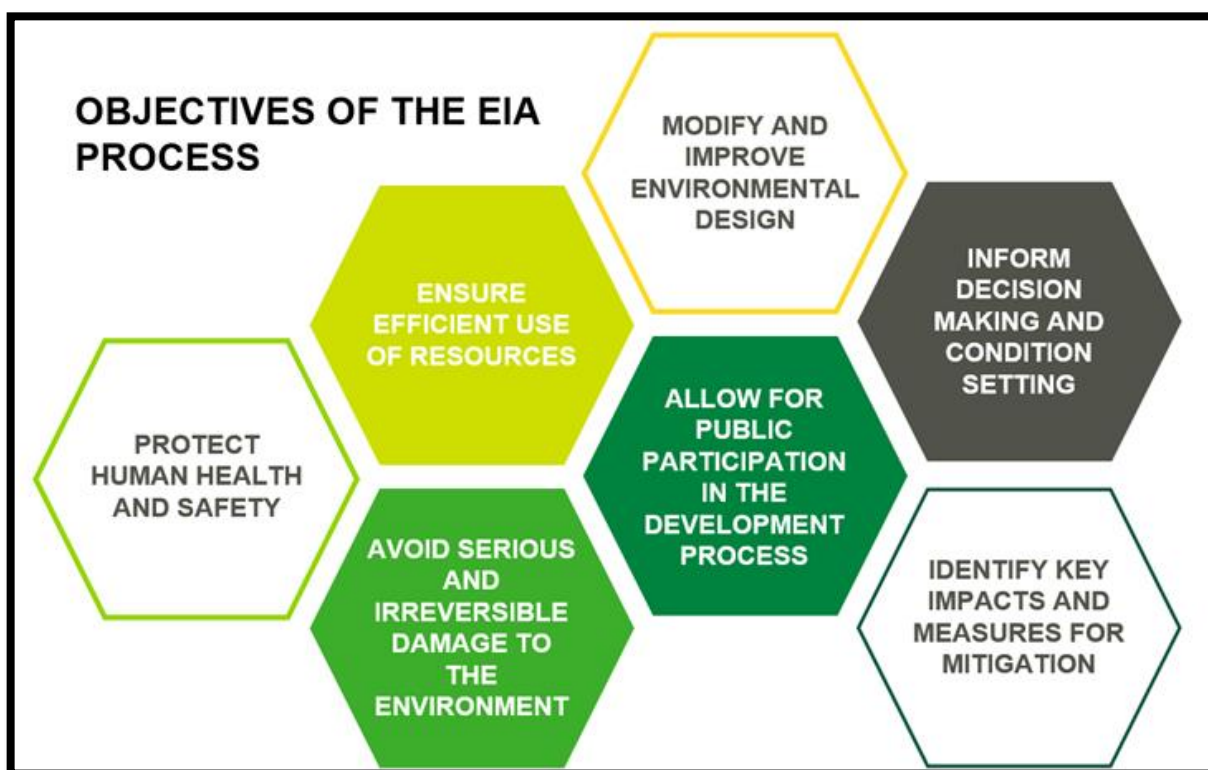 OBJECTIVES OF THE EIA
PROCESS
MODIFY AND
IMPROVE
ENVIRONMENTAL
DESIGN
ENSURE
EFFICIENT USE
OF RESOURCES
INFORM
DECISION
MAKING AND
CONDITION
SETTING
PROTECT
HUMAN HEALTH
AND SAFETY
ALLOW FOR
PUBLIC
PARTICIPATION
IN THE
DEVELOPMENT
PROCESS
AVOID SERIOUS
AND
IRREVERSIBLE
DAMAGE TO
THE
ENVIRONMENT
IDENTIFY KEY
IMPACTS AND
MEASURES FOR
MITIGATION